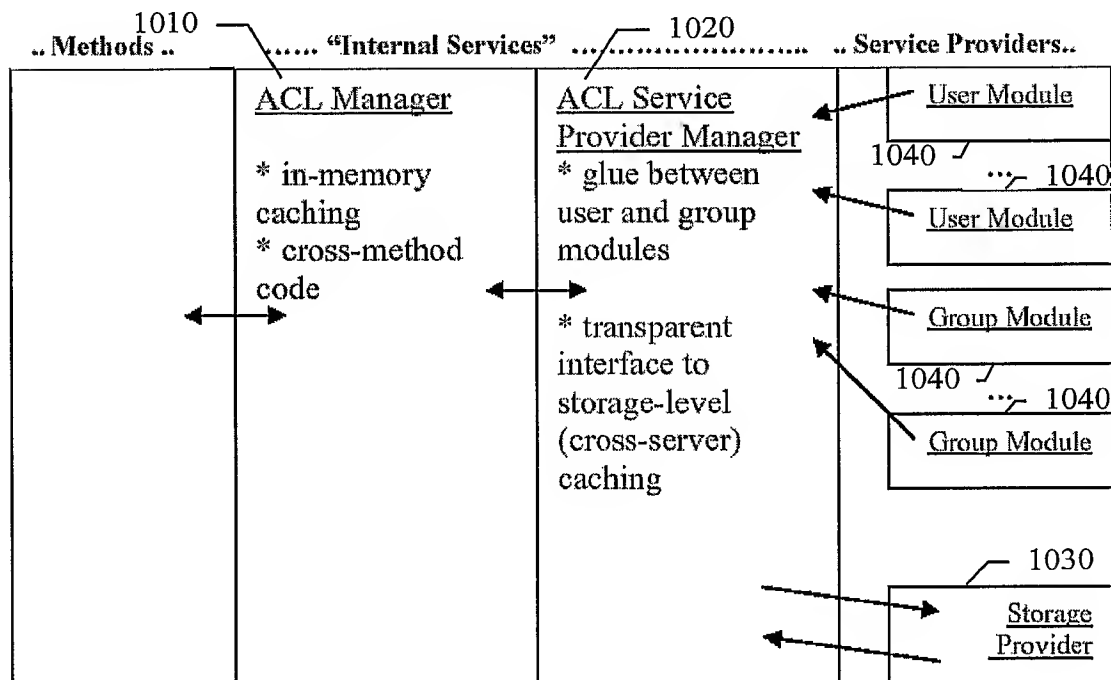 1010
1020
.. Methods ..
...... "Internal Services" .......................
.. Service Providers..
ACL Manager
* in-memory
caching
* cross-method
code
ACL Service
Provider Manager
* glue between
user and group
modules
* transparent
interface to
storage-level
(cross-server)
caching
User Module
1040
... 1040
User Module
Group Module
1040
... 1040
Group Module
1030
Storage
Provider